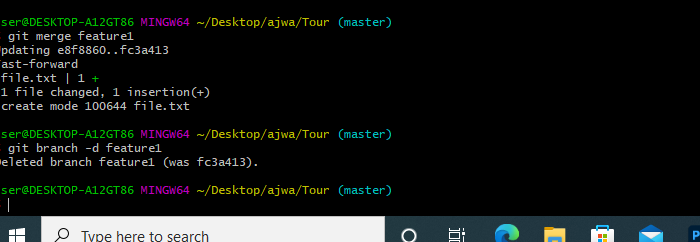 ser@DESKTOP-A12GT86 MINGW64 ~/Desktop/ajwa/Tour (master)
git merge feature1
pdating e8f8860..fc3a413
ast-forward
file.txt | 1 +
1 file changed, 1 insertion(+)
create mode 100644 file.txt
ser@DESKTOP-A12GT86 MINGW64 ~/Desktop/ajwa/Tour (master)
git branch -d feature1
eleted branch feature1 (was fc3a413).
ser@DESKTOP-A12GT86 MINGW64 ~/Desktop/ajwa/Tour (master)
Type here to search